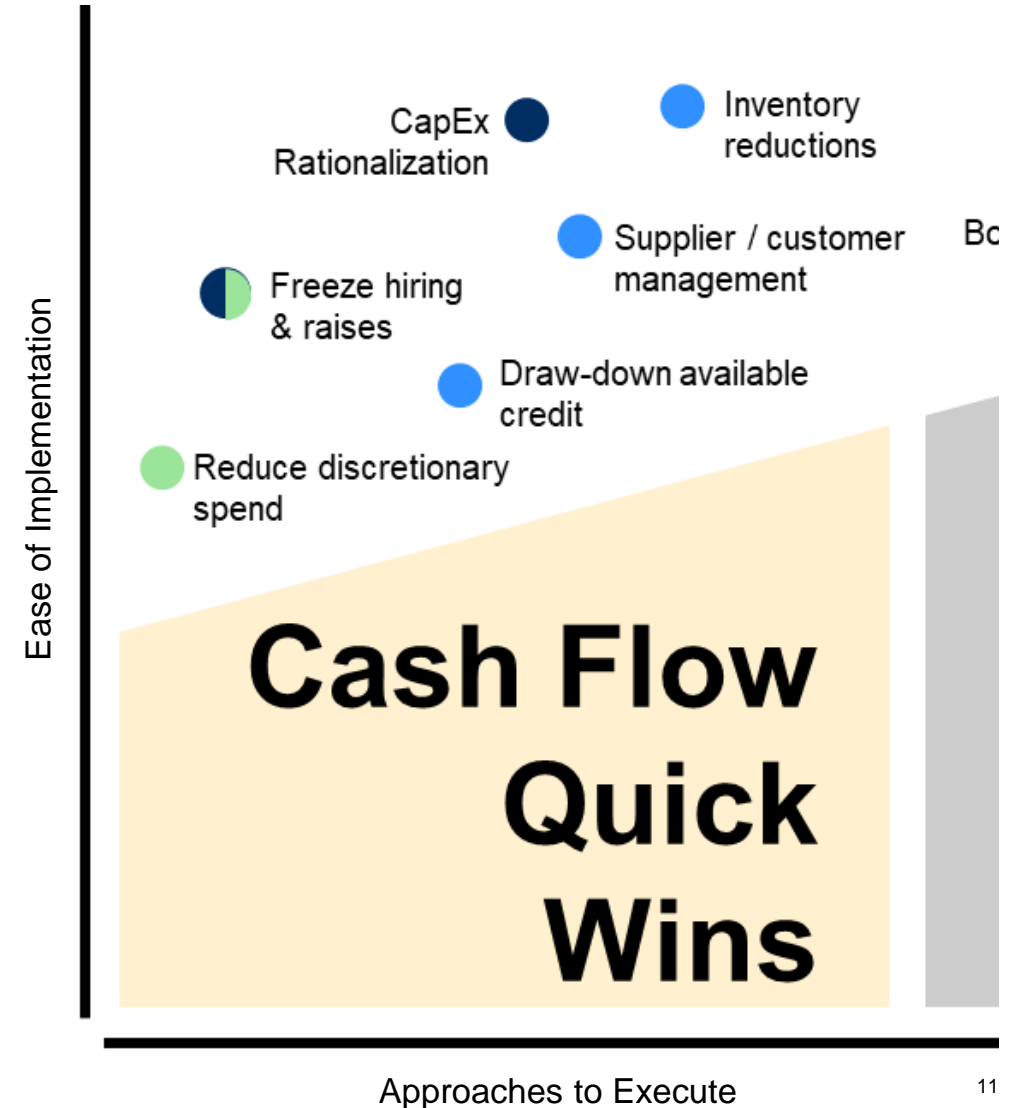 CapEx
Rationalization
Inventory
reductions
Supplier / customer
management
Bo
Freeze hiring
& raises
Draw-down available
credit
Reduce discretionary
spend
Ease of Implementation
Cash Flow
Quick
Wins
Approaches to Execute
11